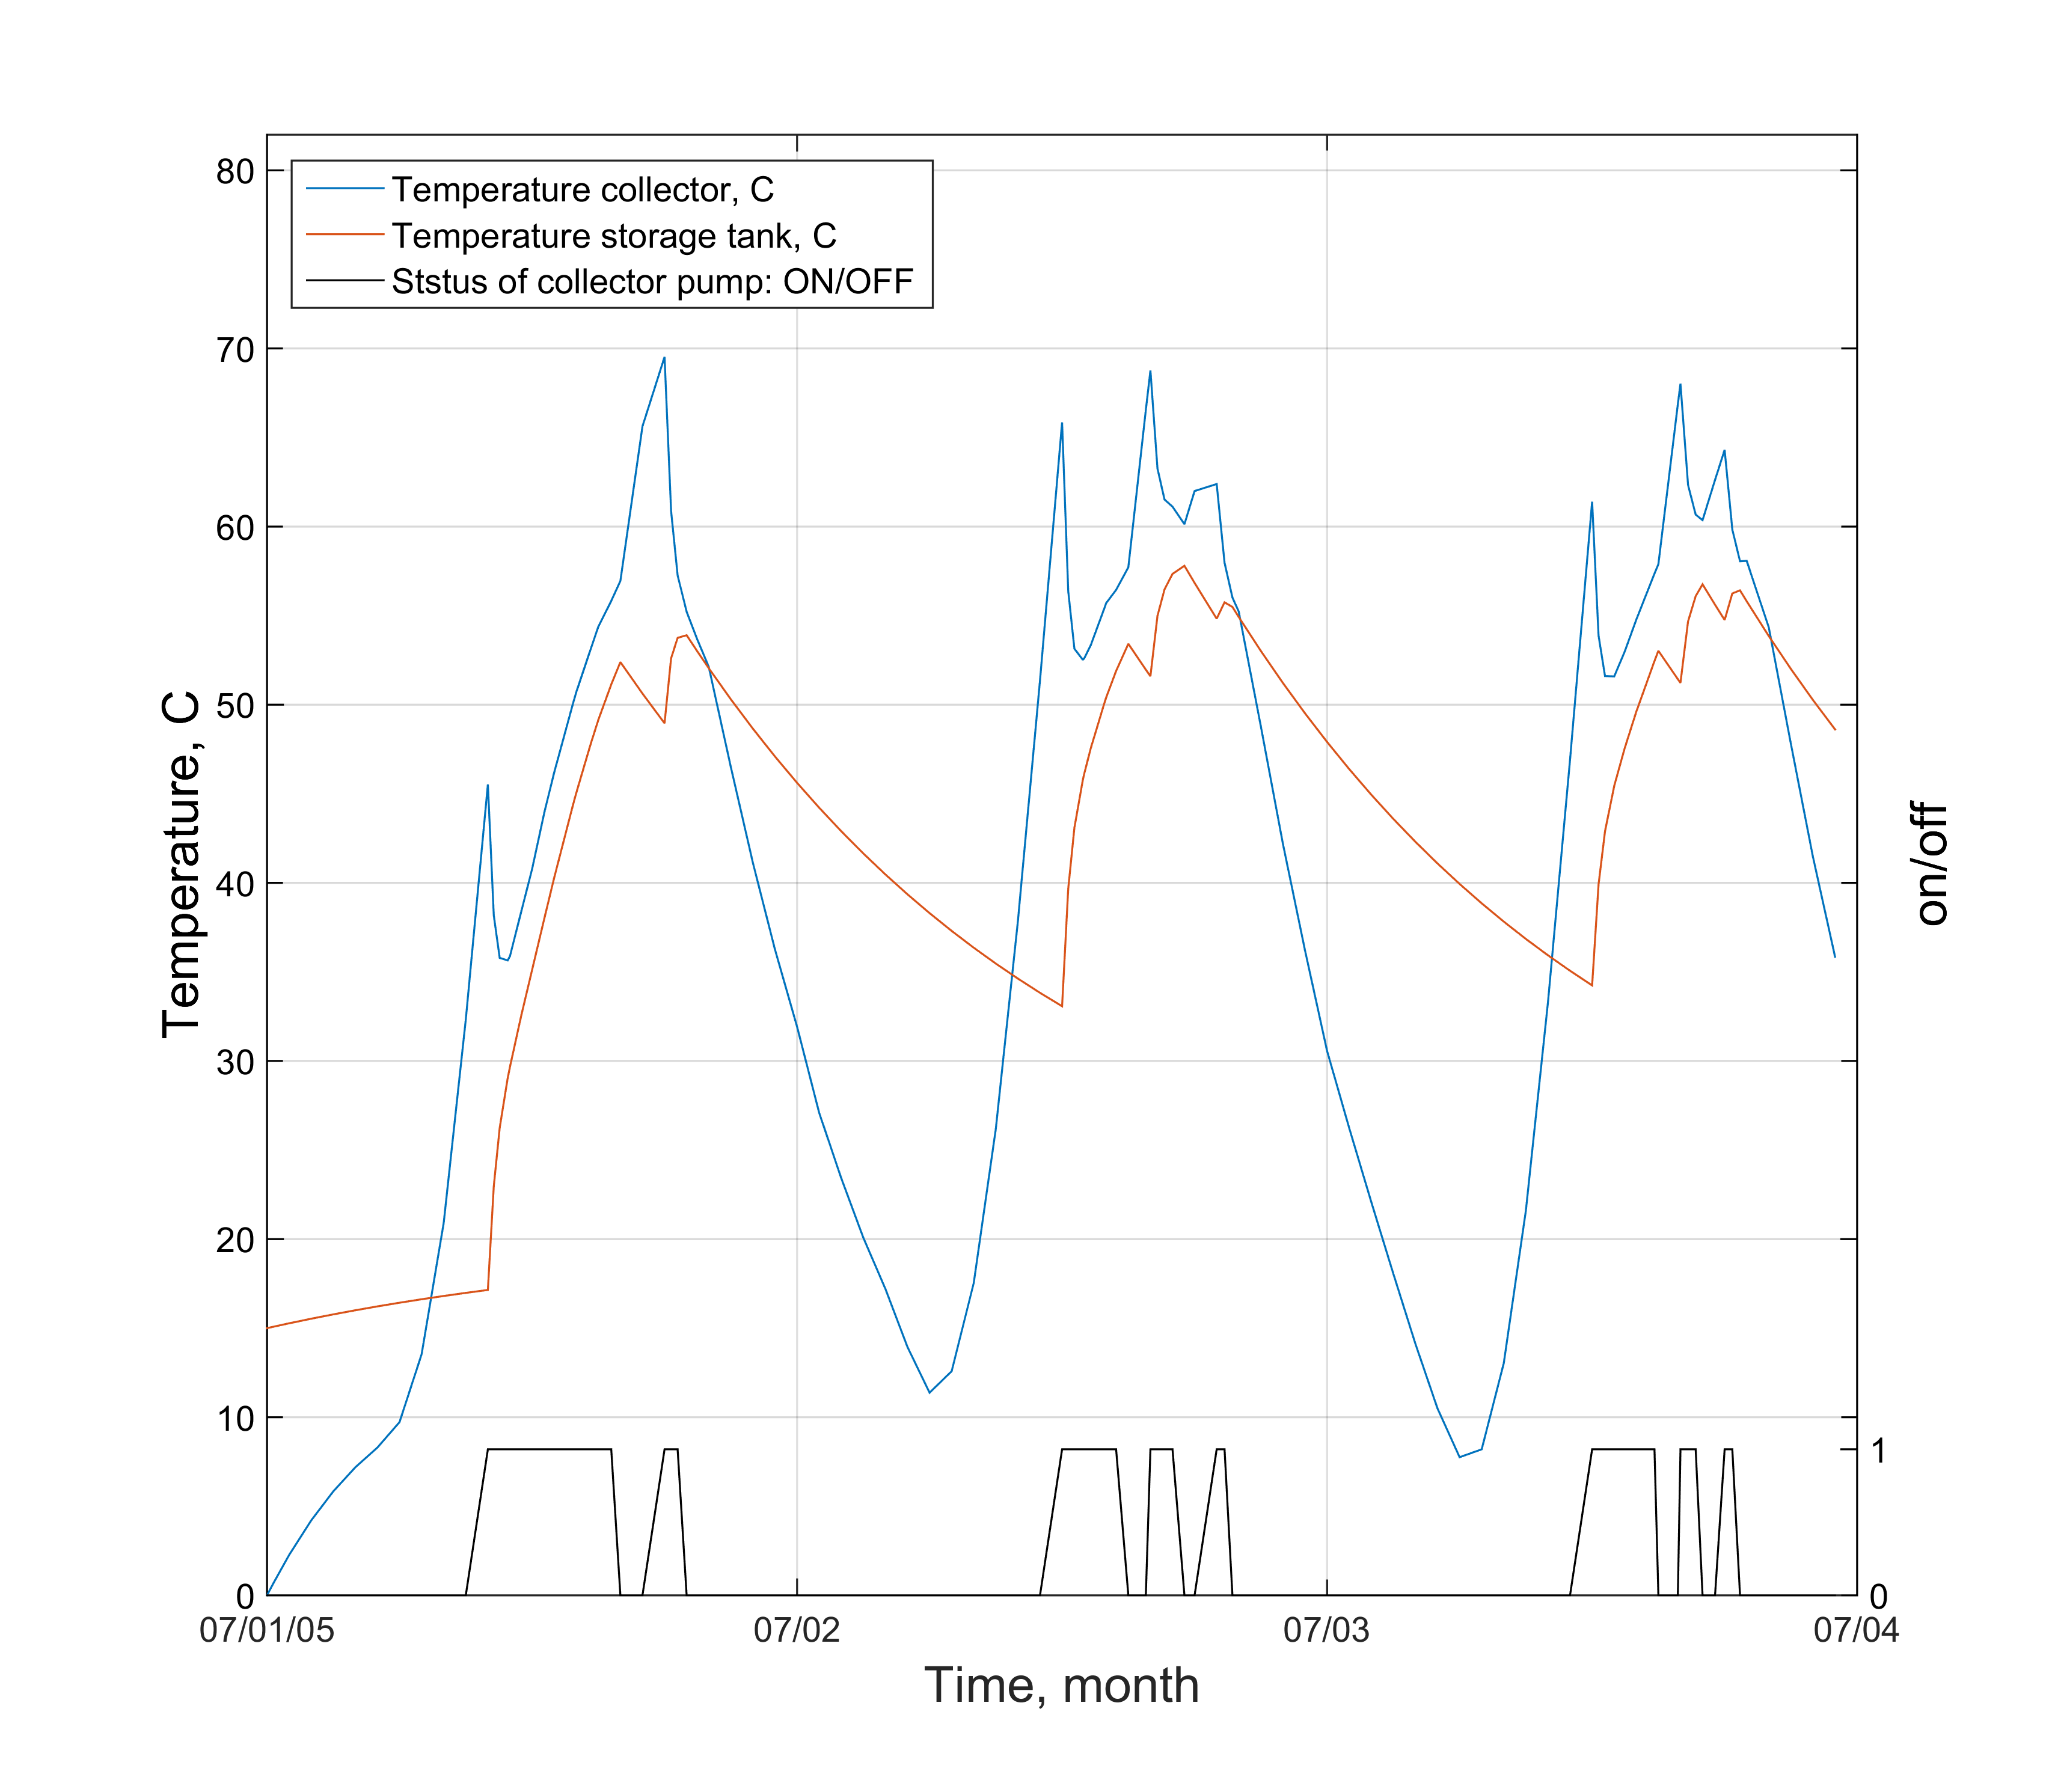 Temperature collector, C
Temperature storage tank, C
Ststus of collector pump: ON/OFF
80
70
60
50
40
30
20
10
0
Temperature, C
1
0
on/off
07/01/05
07/02
07/03
07/04
Time, month